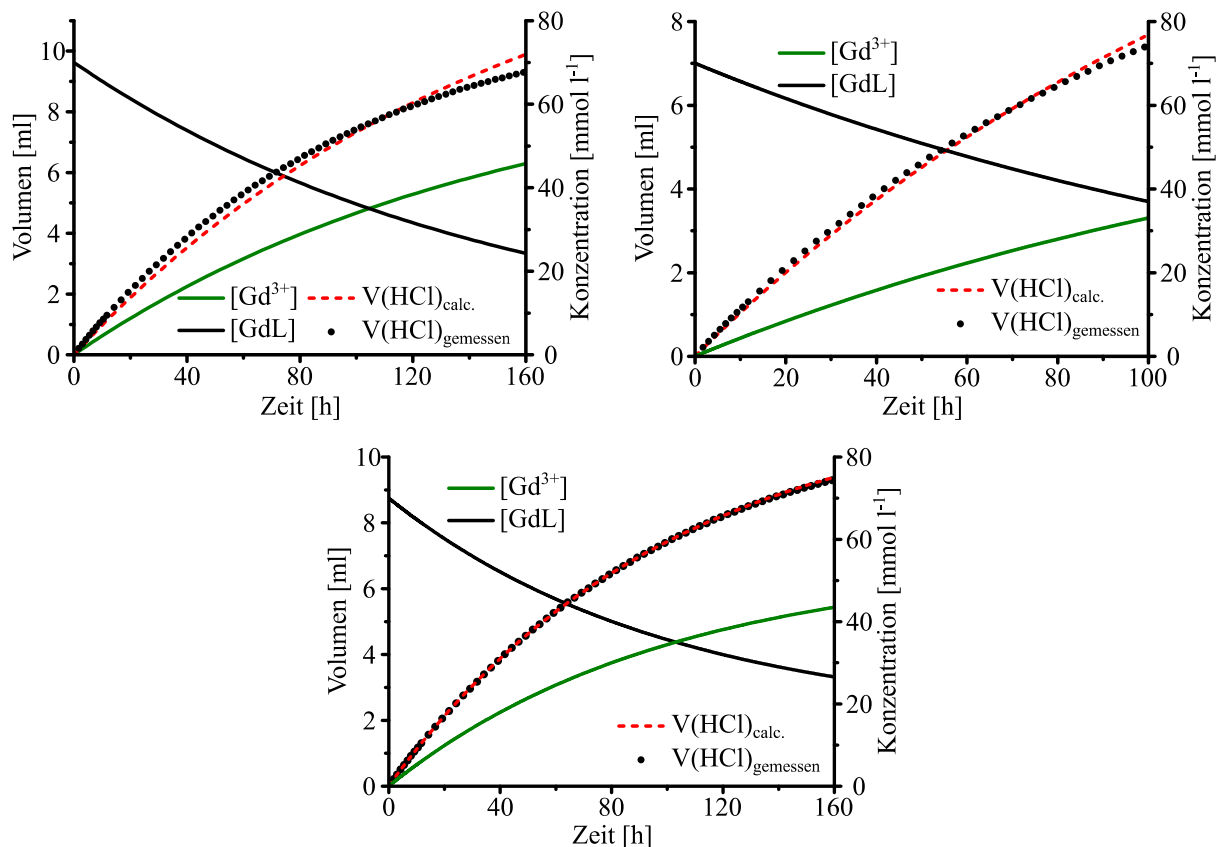 10
8
6
4
2
0
Volumen [ml]
80
60
40
20
0
Konzentration [mmol l⁻¹]
[Gd³⁺]
V(HCl)calc.
[GdL]
V(HCl)gemessen
0
40
80
120
160
Zeit [h]
8
6
4
2
0
Volumen [ml]
80
60
40
20
0
Konzentration [mmol l⁻¹]
[Gd³⁺]
[GdL]
V(HCl)calc.
V(HCl)gemessen
0
20
40
60
80
100
Zeit [h]
10
8
6
4
2
0
Volumen [ml]
80
60
40
20
0
Konzentration [mmol l⁻¹]
[Gd³⁺]
[GdL]
V(HCl)calc.
V(HCl)gemessen
0
40
80
120
160
Zeit [h]